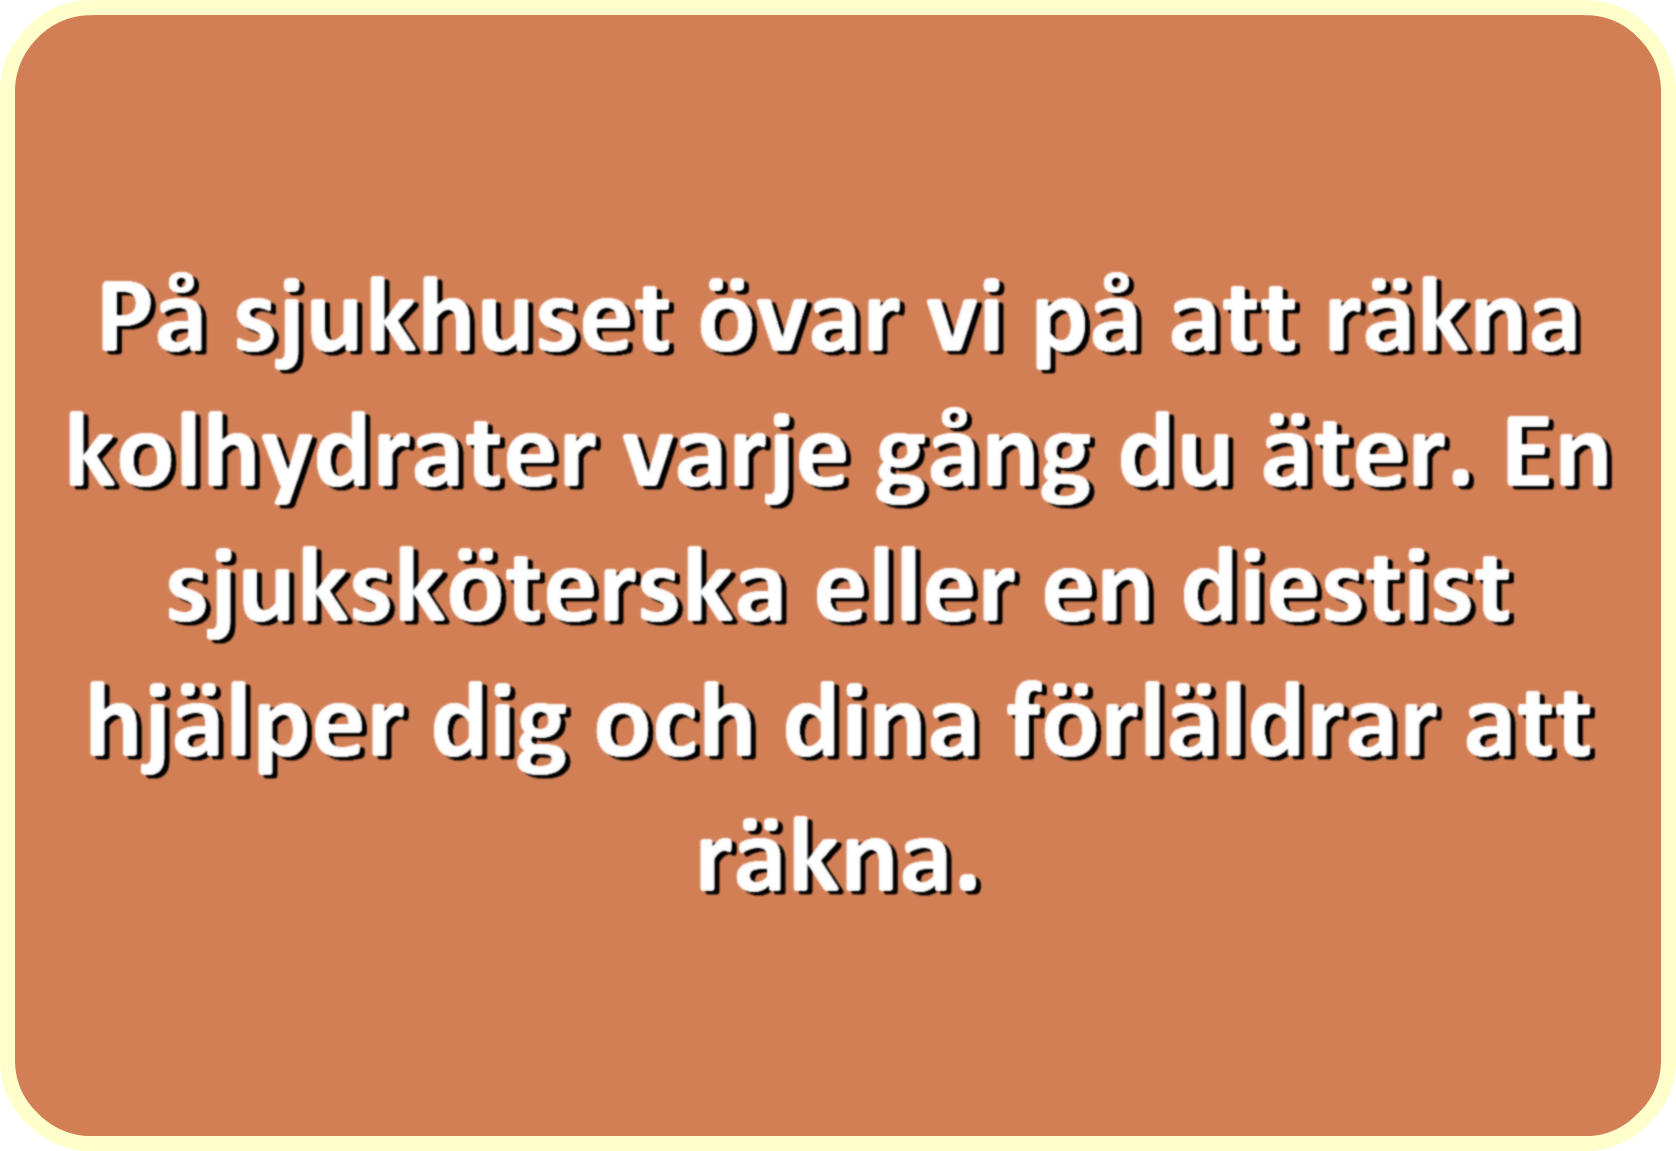 På sjukhuset övar vi på att räkna
kolhydrater varje gång du äter. En
sjuksköterska eller en diestist
hjälper dig och dina förläldrar att
räkna.